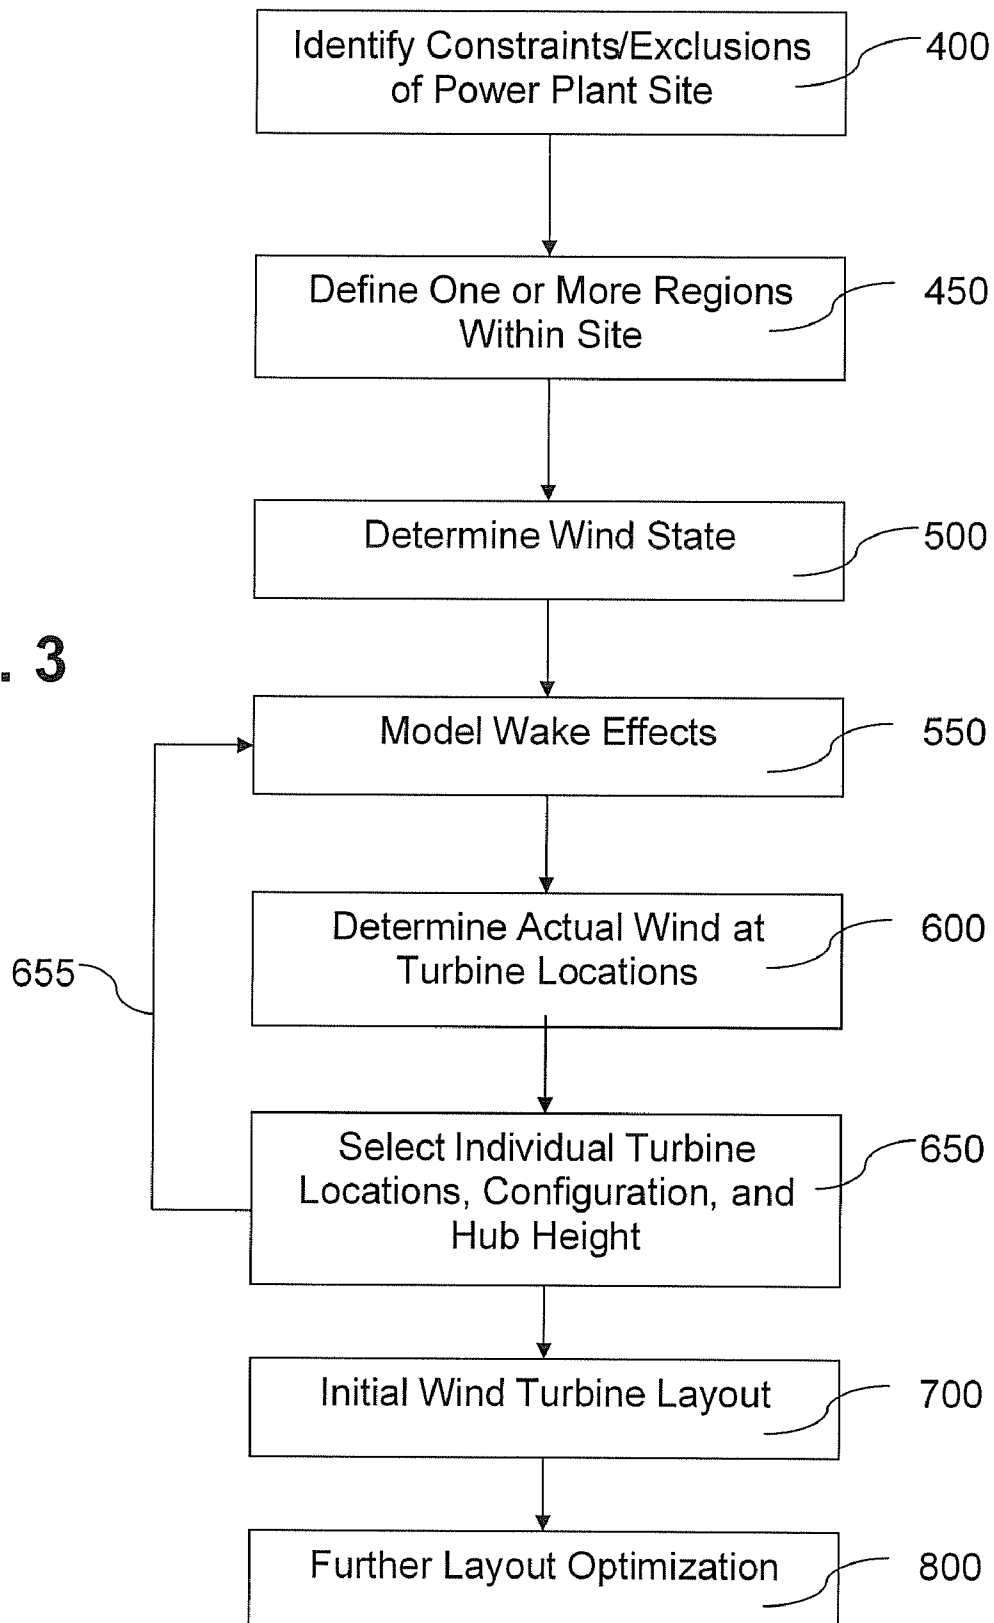 Identify Constraints/Exclusions
of Power Plant Site
400
Define One or More Regions
Within Site
450
Determine Wind State
500
. 3
Model Wake Effects
550
Determine Actual Wind at
Turbine Locations
600
655
Select Individual Turbine
Locations, Configuration, and
Hub Height
650
Initial Wind Turbine Layout
700
Further Layout Optimization
800